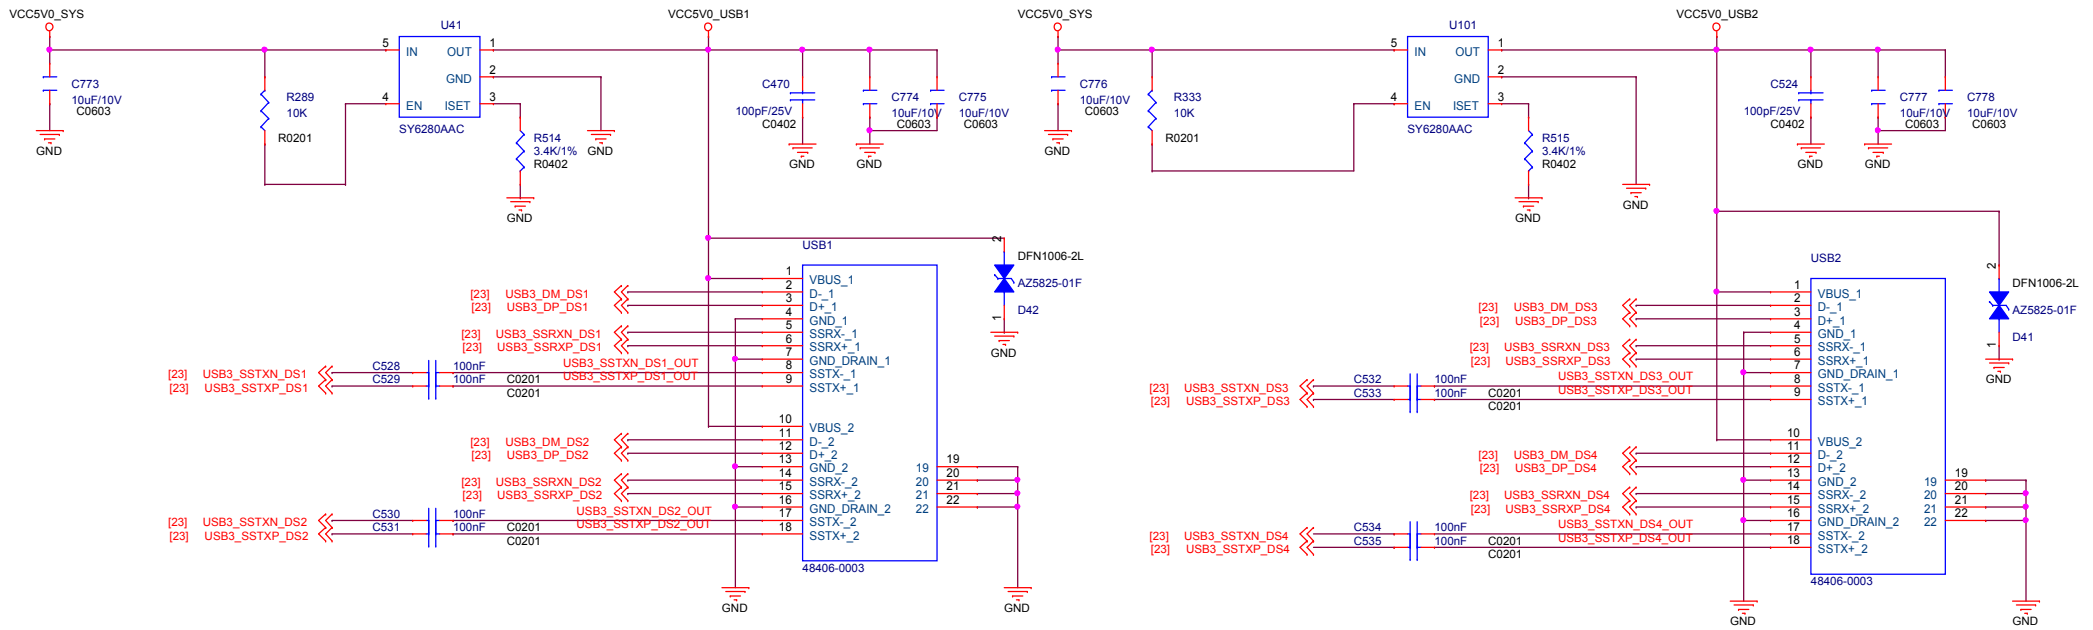 VCC5V0_SYS
U41
5 IN OUT 1
GND 2
4 EN ISET 3
SY6280AAC
C773
10uF/10V
C0603
GND
R289
10K
R0201
R514
3.4K/1%
R0402
GND
GND
VCC5V0_USB1
C470
100pF/25V
C0402
GND
C774
10uF/10V
C0603
GND
C775
10uF/10V
C0603
2
DFN1006-2L
AZ5825-01F
D42
1
GND
USB1
1 VBUS_1
[23] USB3_DM_DS1 2 D-_1
[23] USB3_DP_DS1 3 D+_1
4 GND_1
[23] USB3_SSRXN_DS1 5 SSRX-_1
[23] USB3_SSRXP_DS1 6 SSRX+_1
7 GND_DRAIN_1
[23] USB3_SSTXN_DS1 C528 100nF C0201 USB3_SSTXN_DS1_OUT 8 SSTX-_1
[23] USB3_SSTXP_DS1 C529 100nF C0201 USB3_SSTXP_DS1_OUT 9 SSTX+_1
10 VBUS_2
[23] USB3_DM_DS2 11 D-_2
[23] USB3_DP_DS2 12 D+_2
13 GND_2
[23] USB3_SSRXN_DS2 14 SSRX-_2
[23] USB3_SSRXP_DS2 15 SSRX+_2
16 GND_DRAIN_2
[23] USB3_SSTXN_DS2 C530 100nF C0201 USB3_SSTXN_DS2_OUT 17 SSTX-_2
[23] USB3_SSTXP_DS2 C531 100nF C0201 USB3_SSTXP_DS2_OUT 18 SSTX+_2
19 19
20 20
21 21
22 22
48406-0003
GND
GND
VCC5V0_SYS
U101
5 IN OUT 1
GND 2
4 EN ISET 3
SY6280AAC
C776
10uF/10V
C0603
GND
R333
10K
R0201
R515
3.4K/1%
R0402
GND
GND
VCC5V0_USB2
C524
100pF/25V
C0402
GND
C777
10uF/10V
C0603
GND
C778
10uF/10V
C0603
2
DFN1006-2L
AZ5825-01F
D41
1
GND
USB2
1 VBUS_1
[23] USB3_DM_DS3 2 D-_1
[23] USB3_DP_DS3 3 D+_1
4 GND_1
[23] USB3_SSRXN_DS3 5 SSRX-_1
[23] USB3_SSRXP_DS3 6 SSRX+_1
7 GND_DRAIN_1
[23] USB3_SSTXN_DS3 C532 100nF C0201 USB3_SSTXN_DS3_OUT 8 SSTX-_1
[23] USB3_SSTXP_DS3 C533 100nF C0201 USB3_SSTXP_DS3_OUT 9 SSTX+_1
10 VBUS_2
[23] USB3_DM_DS4 11 D-_2
[23] USB3_DP_DS4 12 D+_2
13 GND_2
[23] USB3_SSRXN_DS4 14 SSRX-_2
[23] USB3_SSRXP_DS4 15 SSRX+_2
16 GND_DRAIN_2
[23] USB3_SSTXN_DS4 C534 100nF C0201 USB3_SSTXN_DS4_OUT 17 SSTX-_2
[23] USB3_SSTXP_DS4 C535 100nF C0201 USB3_SSTXP_DS4_OUT 18 SSTX+_2
19 19
20 20
21 21
22 22
48406-0003
GND
GND